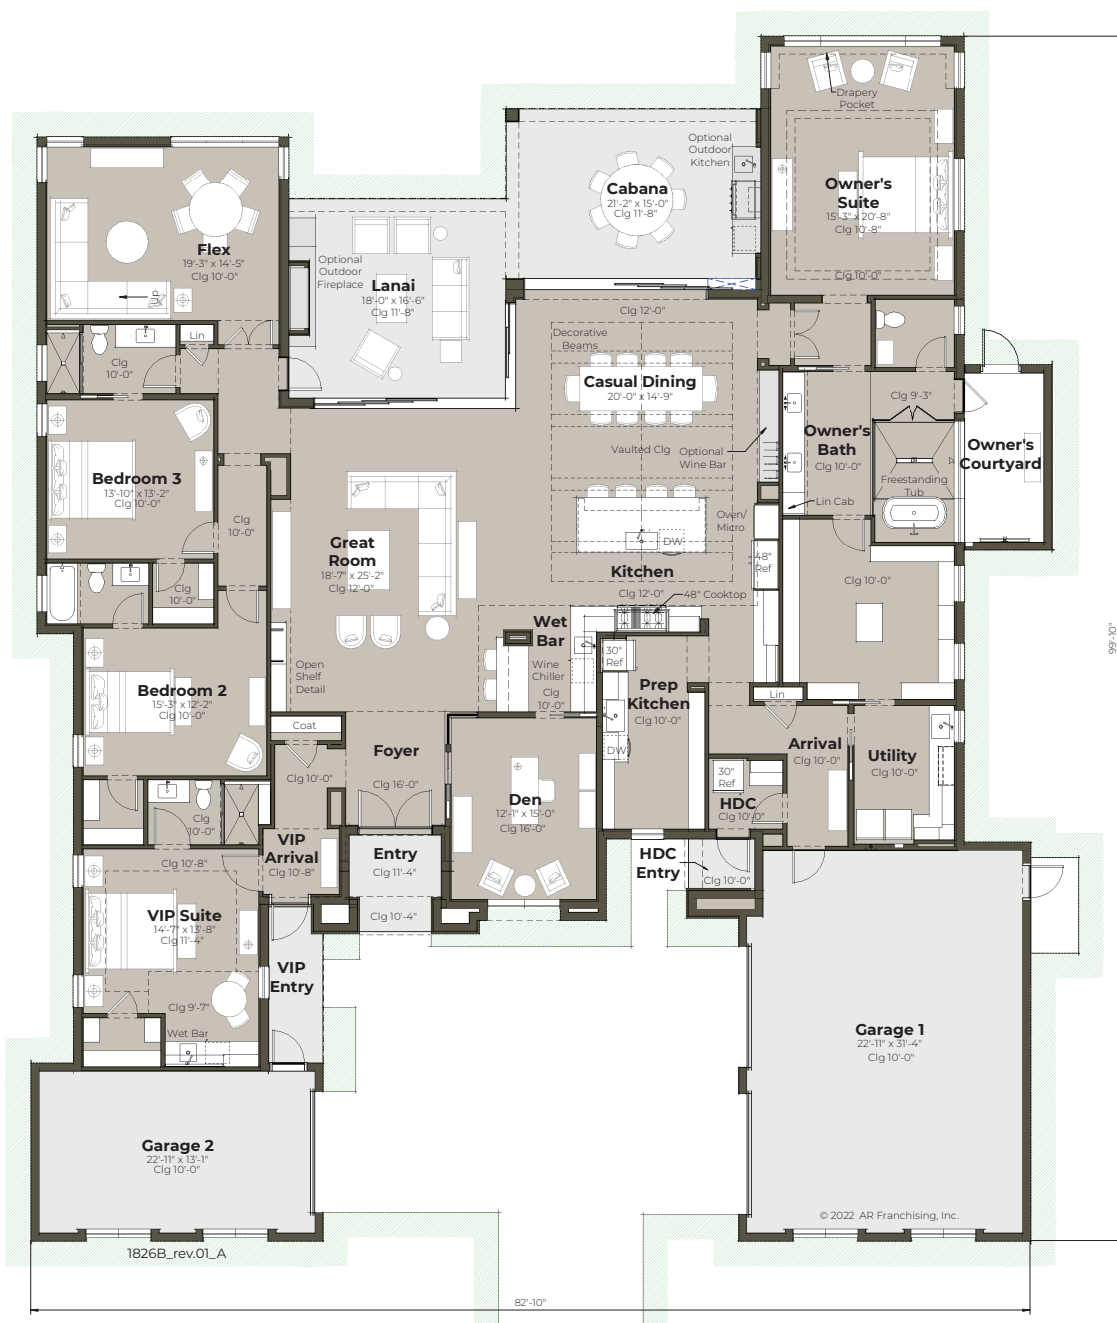 Drapery
Pocket
Owner's
Suite
15'-3" x 20'-8"
Clg 10'-8"
Clg 10'-0"
Optional
Outdoor
Kitchen
Cabana
21'-2" x 15'-0"
Clg 11'-8"
Flex
19'-3" x 14'-5"
Clg 10'-0"
Up
Optional
Outdoor
Fireplace
Lanai
18'-0" x 16'-6"
Clg 11'-8"
Lin
Clg
10'-0"
Clg 12'-0"
Decorative
Beams
Casual Dining
20'-0" x 14'-9"
Vaulted Clg
Optional
Wine Bar
Clg 9'-3"
Owner's
Bath
Clg 10'-0"
Lin Cab
Freestanding
Tub
Owner's
Courtyard
Bedroom 3
13'-10" x 13'-2"
Clg 10'-0"
Clg
10'-0"
Clg
10'-0"
Great
Room
18'-7" x 25'-2"
Clg 12'-0"
Oven/
Micro
DW
48"
Ref
Kitchen
Clg 12'-0"
48" Cooktop
Clg 10'-0"
Wet
Bar
Wine
Chiller
Clg
10'-0"
30"
Ref
Prep
Kitchen
Clg 10'-0"
DW
Open
Shelf
Detail
Bedroom 2
15'-3" x 12'-2"
Clg 10'-0"
Coat
Foyer
Clg 16'-0"
Clg 10'-0"
Den
12'-1" x 15'-0"
Clg 16'-0"
Lin
Arrival
Clg 10'-0"
Utility
Clg 10'-0"
30"
Ref
HDC
Clg 10'-0"
Clg
10'-0"
VIP
Arrival
Clg 10'-8"
Entry
Clg 11'-4"
Clg 10'-4"
HDC
Entry
Clg 10'-0"
Clg 10'-8"
VIP Suite
14'-7" x 13'-8"
Clg 11'-4"
Clg 9'-7"
Wet Bar
VIP
Entry
Garage 1
22'-11" x 31'-4"
Clg 10'-0"
Garage 2
22'-11" x 13'-1"
Clg 10'-0"
© 2022 AR Franchising, Inc.
1826B_rev.01_A
82'-10"
99'-10"